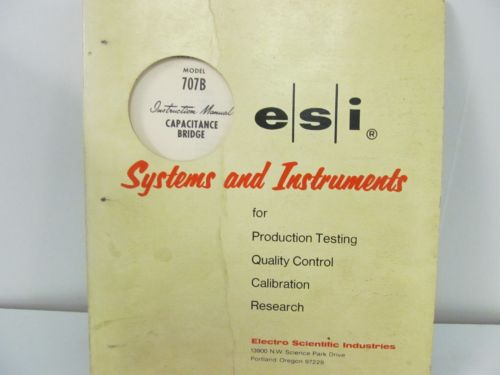 MODEL
707B
Instruction Manual
CAPACITANCE
BRIDGE
e|s|i®
Systems and Instruments
for
Production Testing
Quality Control
Calibration
Research
Electro Scientific Industries
13900 N.W. Science Park Drive
Portland, Oregon 97229